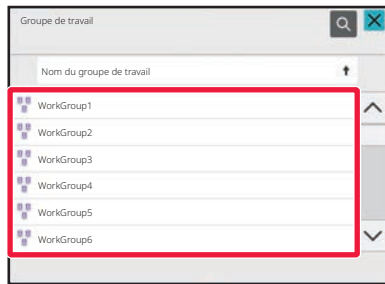 Groupe de travail
Nom du groupe de travail
WorkGroup1
WorkGroup2
WorkGroup3
WorkGroup4
WorkGroup5
WorkGroup6